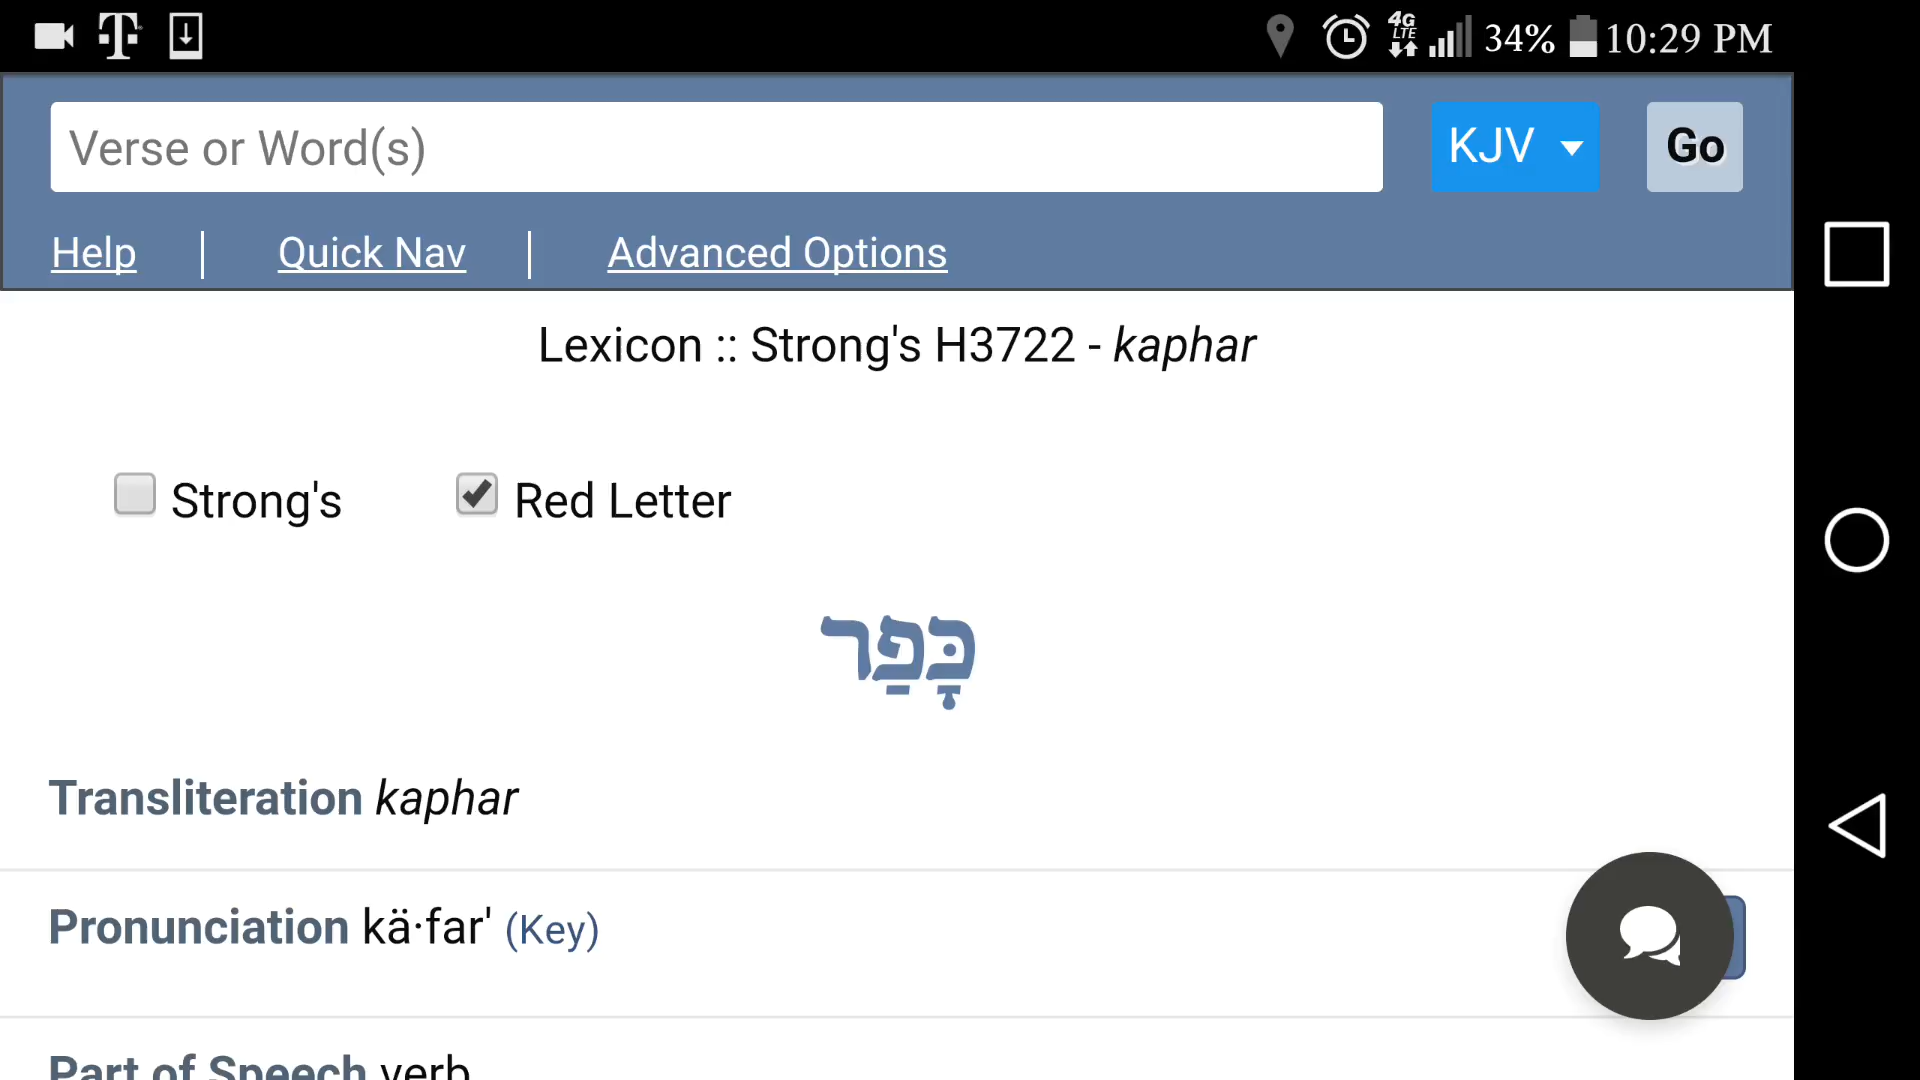 34% 10:29 PM
Verse or Word(s) KJV Go
Help | Quick Nav | Advanced Options
Lexicon :: Strong's H3722 - kaphar
Strong's Red Letter
כָּפַר
Transliteration kaphar
Pronunciation kä·far' (Key)
Part of Speech verb